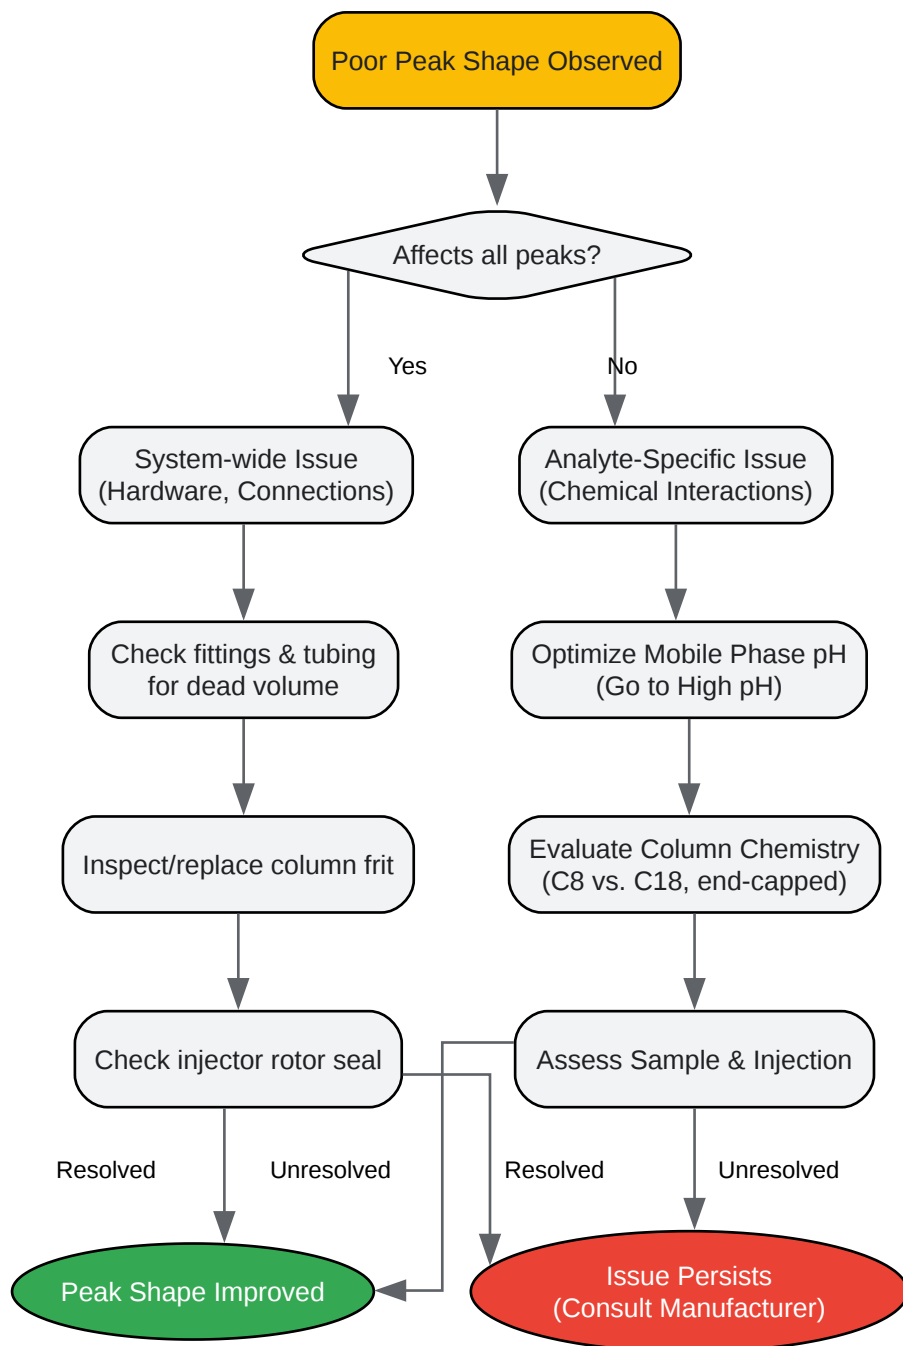 Poor Peak Shape Observed
Affects all peaks?
Yes
No
System-wide Issue
(Hardware, Connections)
Analyte-Specific Issue
(Chemical Interactions)
Check fittings & tubing
for dead volume
Optimize Mobile Phase pH
(Go to High pH)
Inspect/replace column frit
Evaluate Column Chemistry
(C8 vs. C18, end-capped)
Check injector rotor seal
Assess Sample & Injection
Resolved
Unresolved
Resolved
Unresolved
Peak Shape Improved
Issue Persists
(Consult Manufacturer)